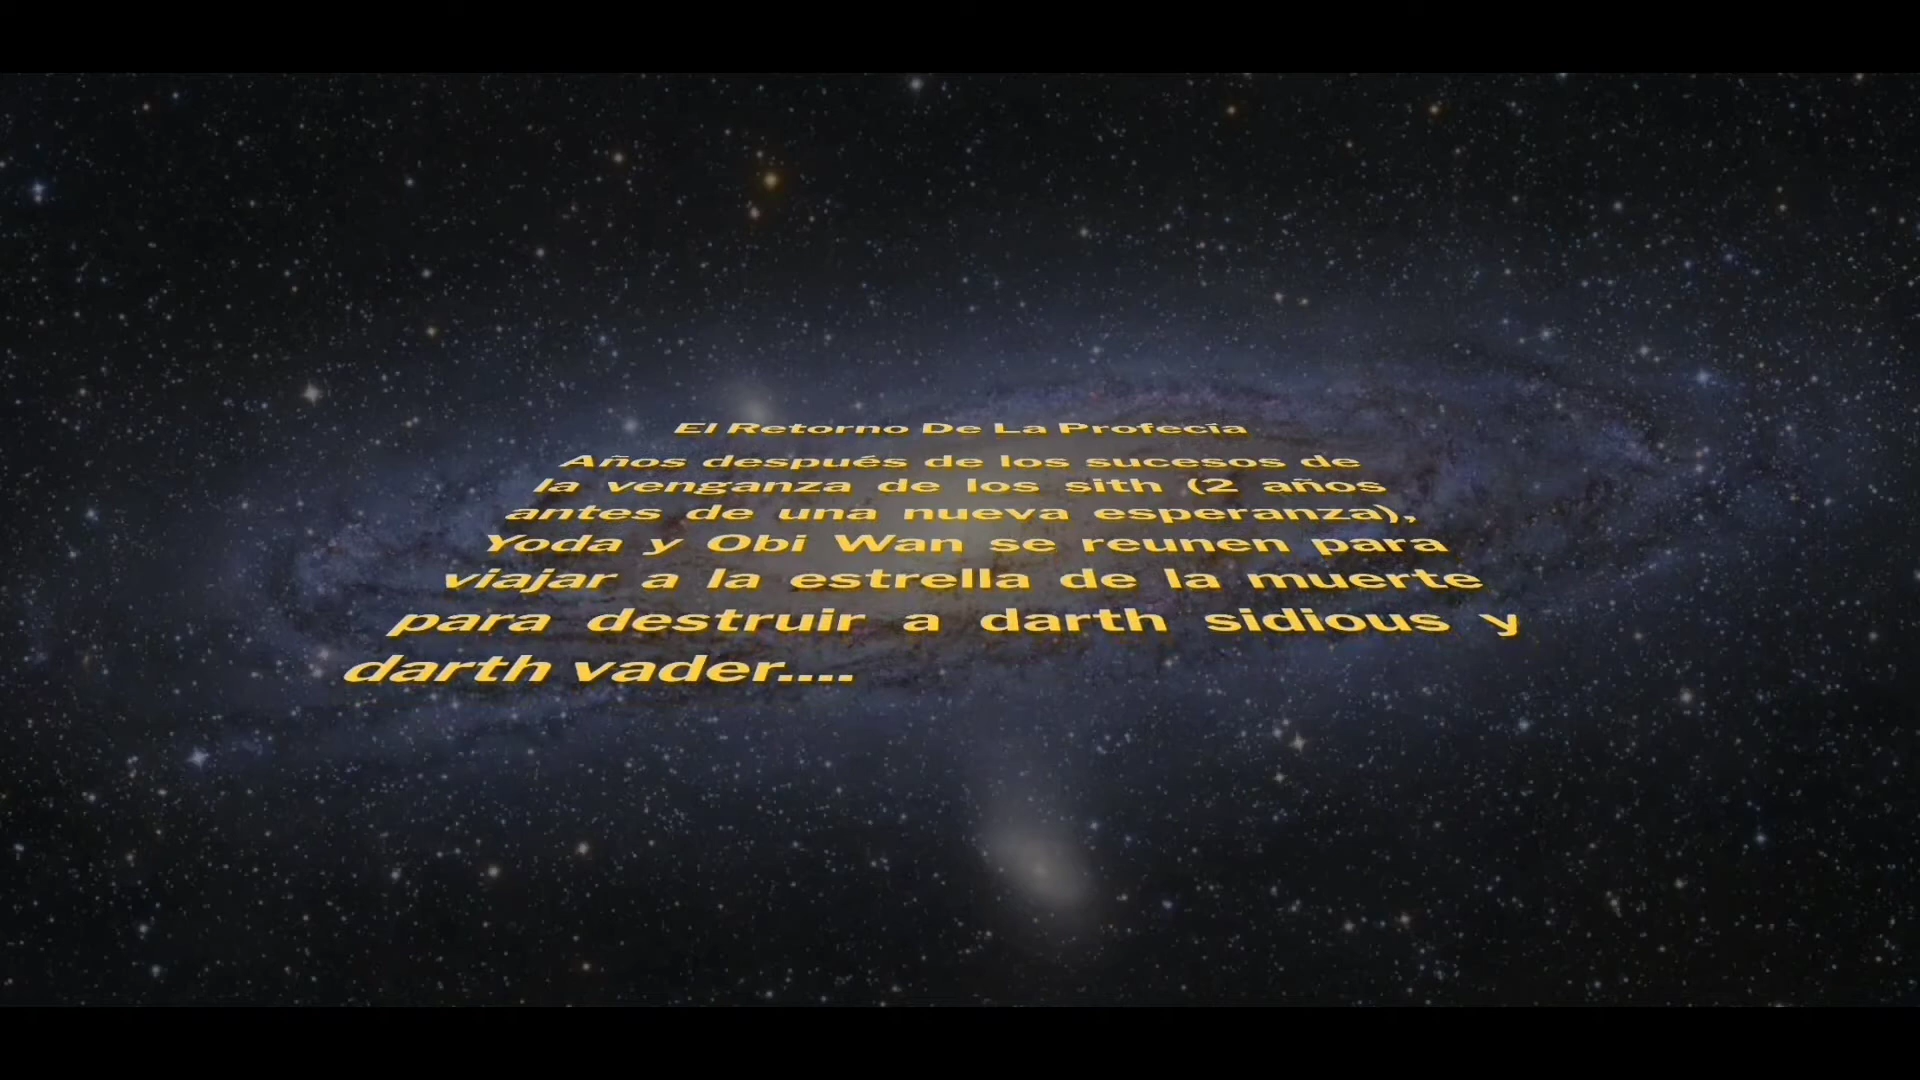 El Retorno De La Profecía
Años después de los sucesos de
la venganza de los sith (2 años
antes de una nueva esperanza),
Yoda y Obi Wan se reunen para
viajar a la estrella de la muerte
para destruir a darth sidious y
darth vader....